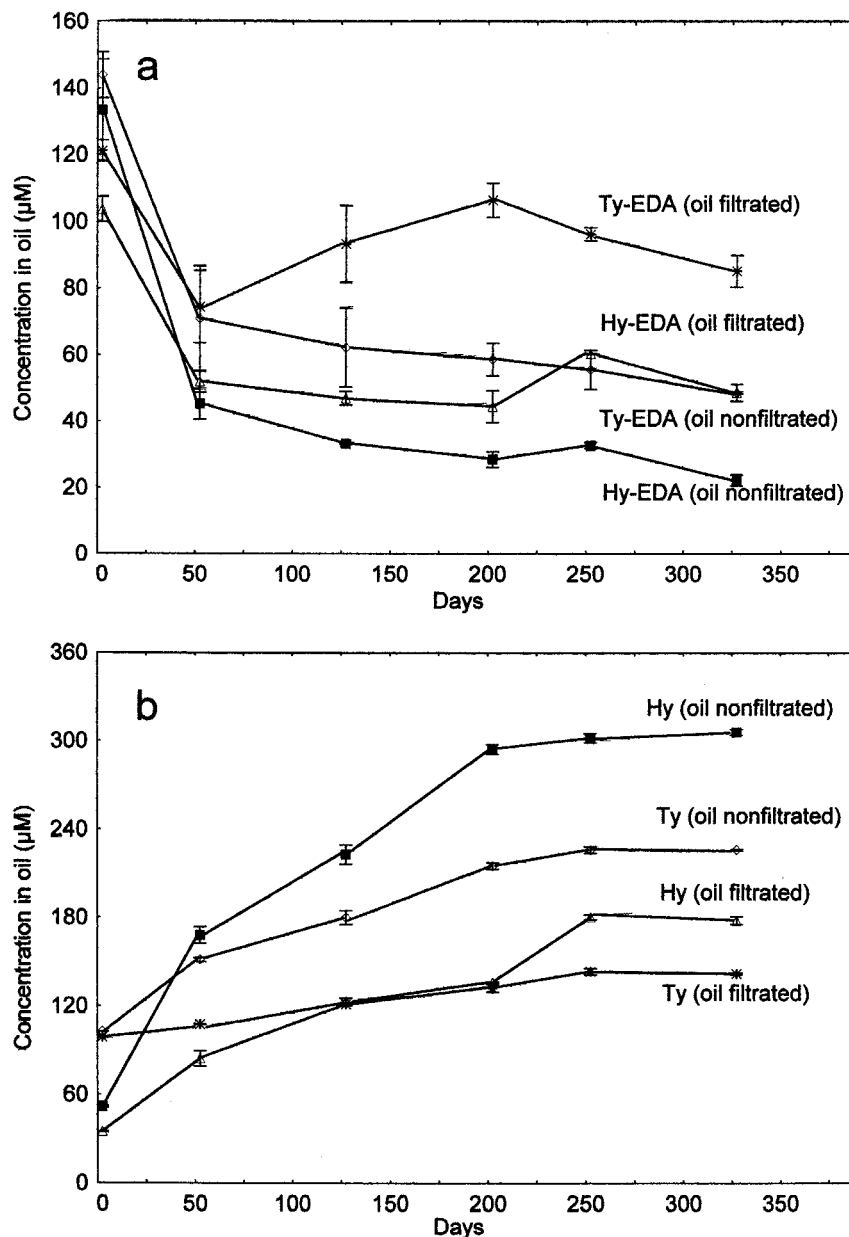 160
140
120
100
80
60
40
20
0
Concentration in oil (µM)
a
Ty-EDA (oil filtrated)
Hy-EDA (oil filtrated)
Ty-EDA (oil nonfiltrated)
Hy-EDA (oil nonfiltrated)
0 50 100 150 200 250 300 350
Days
360
300
240
180
120
60
0
Concentration in oil (µM)
b
Hy (oil nonfiltrated)
Ty (oil nonfiltrated)
Hy (oil filtrated)
Ty (oil filtrated)
0 50 100 150 200 250 300 350
Days